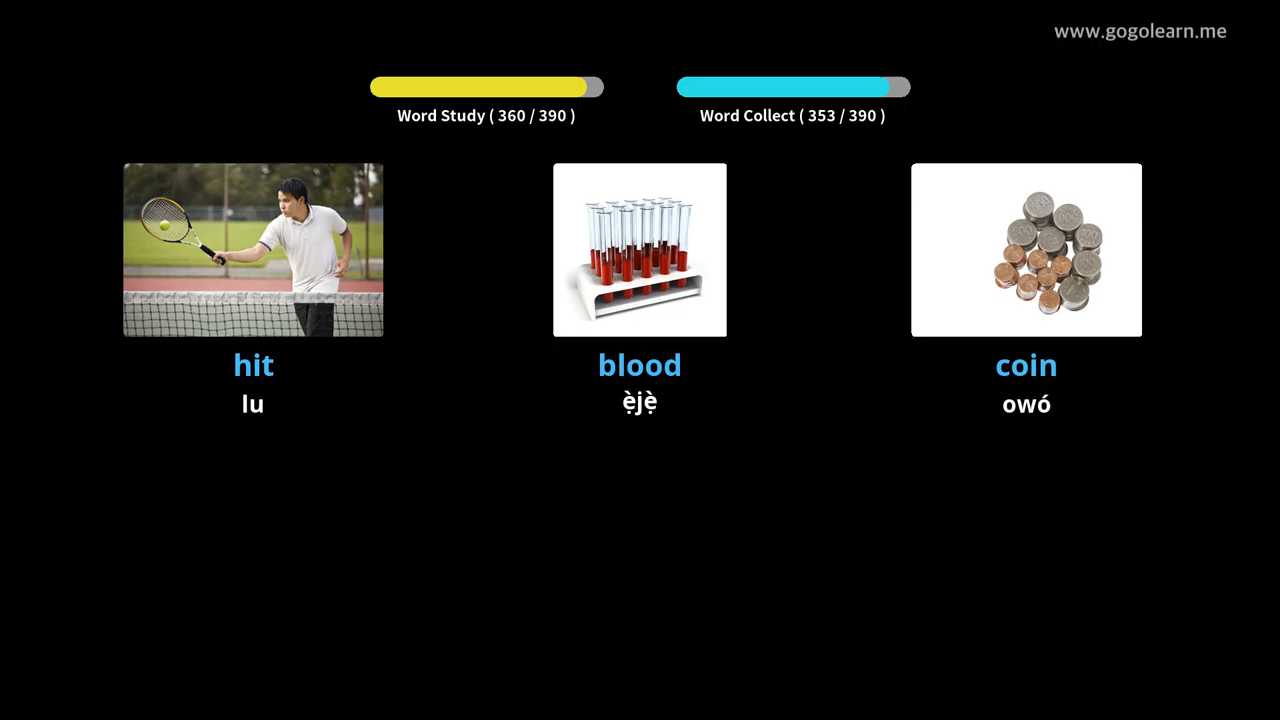 www.gogolearn.me
Word Study ( 360 / 390 )
Word Collect ( 353 / 390 )
hit
lu
blood
ẹ̀jẹ̀
coin
owó